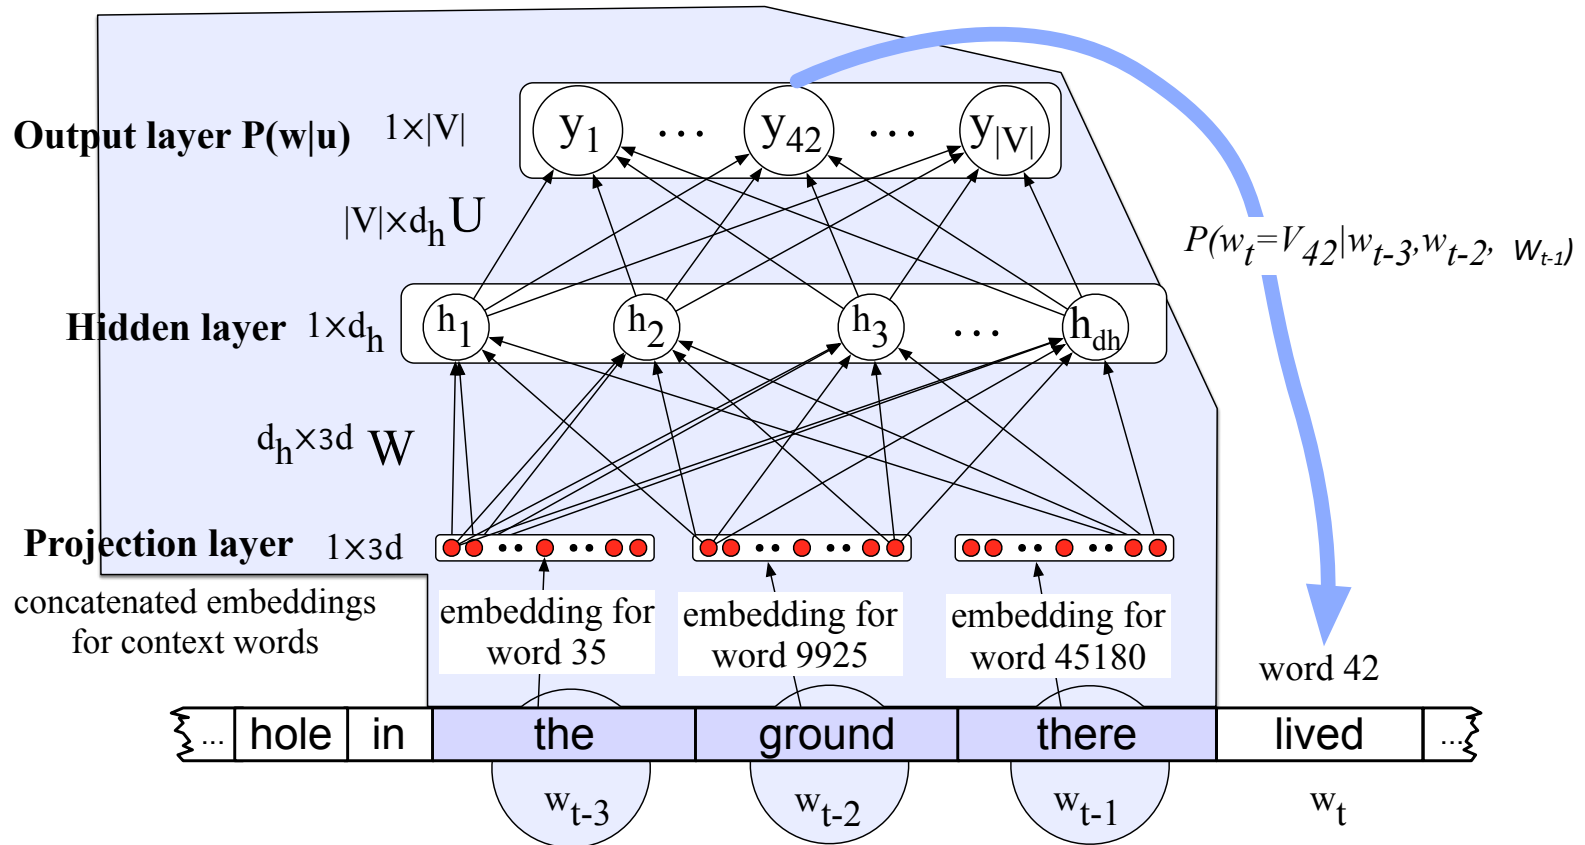 Output layer P(w|u) 1×|V|
y1 ... y42 ... y|V|
|V|×dh U
P(wt=V42|wt-3,wt-2, wt-1)
Hidden layer 1×dh
h1 h2 h3 ... hdh
dh×3d W
Projection layer 1×3d
concatenated embeddings
for context words
embedding for
word 35
embedding for
word 9925
embedding for
word 45180
word 42
... hole in the ground there lived ...
wt-3 wt-2 wt-1 wt